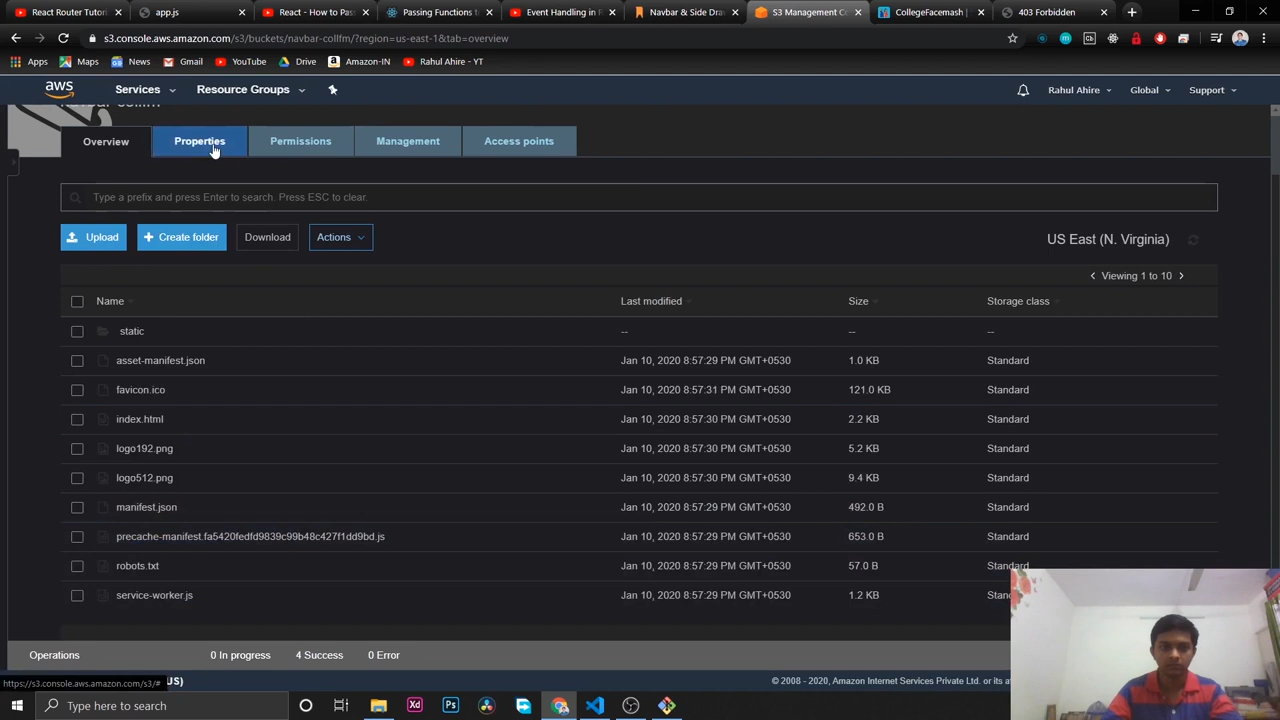 React Router Tutori: app.js React - How to Pas Passing Functions t Event Handling in R Navbar & Side Dra S3 Management C CollegeFacemash | 403 Forbidden
s3.console.aws.amazon.com/s3/buckets/navbar-collfm/?region=us-east-1&tab=overview
Apps Maps News Gmail YouTube Drive Amazon-IN Rahul Ahire - YT
aws Services Resource Groups Rahul Ahire Global Support
Overview Properties Permissions Management Access points
Type a prefix and press Enter to search. Press ESC to clear.
Upload + Create folder Download Actions US East (N. Virginia)
< Viewing 1 to 10 >
Name Last modified Size Storage class
static -- -- --
asset-manifest.json Jan 10, 2020 8:57:29 PM GMT+0530 1.0 KB Standard
favicon.ico Jan 10, 2020 8:57:31 PM GMT+0530 121.0 KB Standard
index.html Jan 10, 2020 8:57:30 PM GMT+0530 2.2 KB Standard
logo192.png Jan 10, 2020 8:57:30 PM GMT+0530 5.2 KB Standard
logo512.png Jan 10, 2020 8:57:30 PM GMT+0530 9.4 KB Standard
manifest.json Jan 10, 2020 8:57:29 PM GMT+0530 492.0 B Standard
precache-manifest.fa5420fedfd9839c99b48c427f1dd9bd.js Jan 10, 2020 8:57:29 PM GMT+0530 653.0 B Standard
robots.txt Jan 10, 2020 8:57:29 PM GMT+0530 57.0 B Standard
service-worker.js Jan 10, 2020 8:57:29 PM GMT+0530 1.2 KB Stan
Operations 0 In progress 4 Success 0 Error
https://s3.console.aws.amazon.com/s3/# US) © 2008 - 2020, Amazon Internet Services Private Ltd. or its
Type here to search Xd Ps